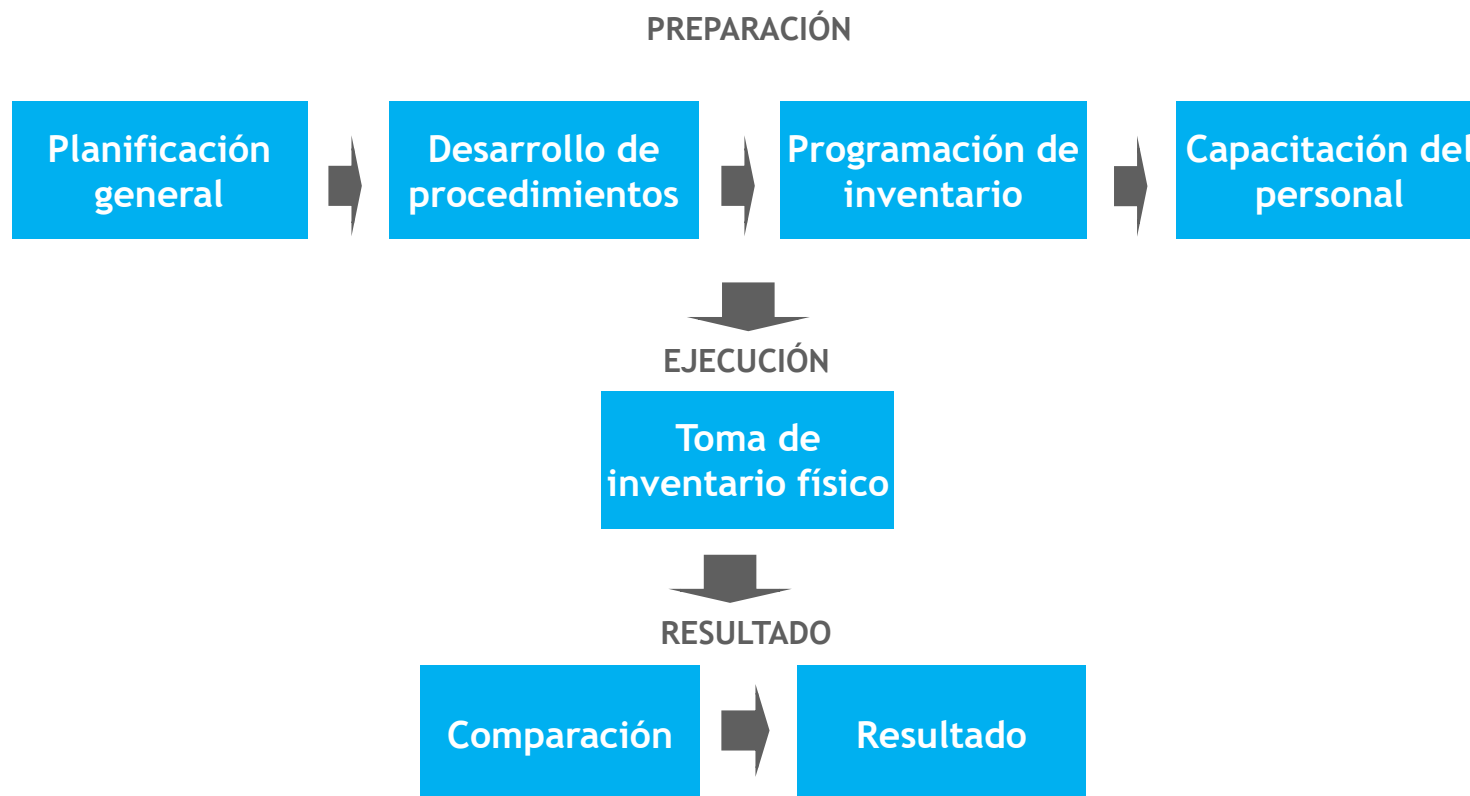 PREPARACIÓN
Planificación
general
Desarrollo de
procedimientos
Programación de
inventario
Capacitación del
personal
EJECUCIÓN
Toma de
inventario físico
RESULTADO
Comparación
Resultado